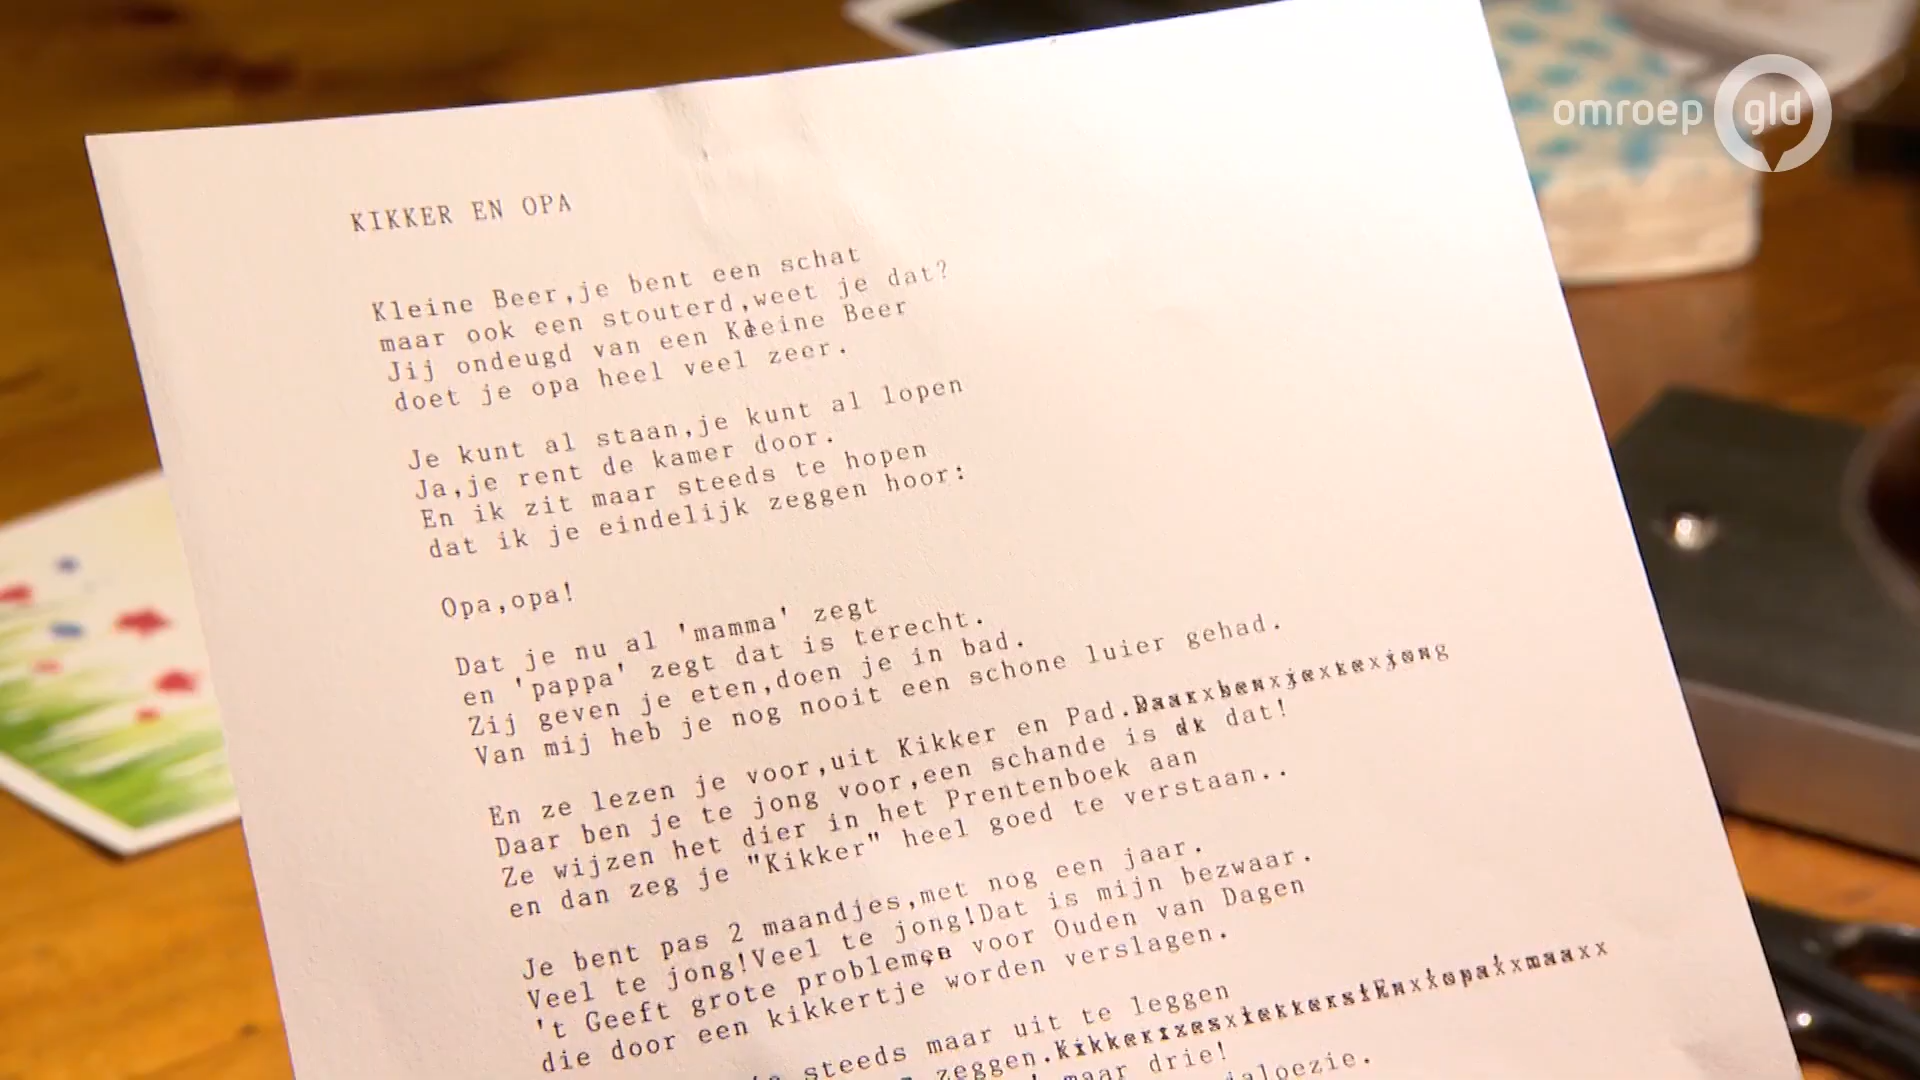 omroep gld
KIKKER EN OPA
Kleine Beer,je bent een schat
maar ook een stouterd,weet je dat?
Jij ondeugd van een Kleine Beer
doet je opa heel veel zeer.
Je kunt al staan,je kunt al lopen
Ja,je rent de kamer door.
En ik zit maar steeds te hopen
dat ik je eindelijk zeggen hoor:
Opa,opa!
Dat je nu al 'mamma' zegt
en 'pappa' zegt dat is terecht.
Zij geven je eten,doen je in bad.
Van mij heb je nog nooit een schone luier gehad.
En ze lezen je voor,uit Kikker en Pad.
Daar ben je te jong voor,een schande is dat!
Ze wijzen het dier in het Prentenboek aan
en dan zeg je "Kikker" heel goed te verstaan..
Je bent pas 2 maandjes,met nog een jaar.
Veel te jong!Veel te jong!Dat is mijn bezwaar.
't Geeft grote problemen voor Ouden van Dagen
die door een kikkertje worden verslagen.
steeds maar uit te leggen
zeggen.
maar drie!
jaloezie.